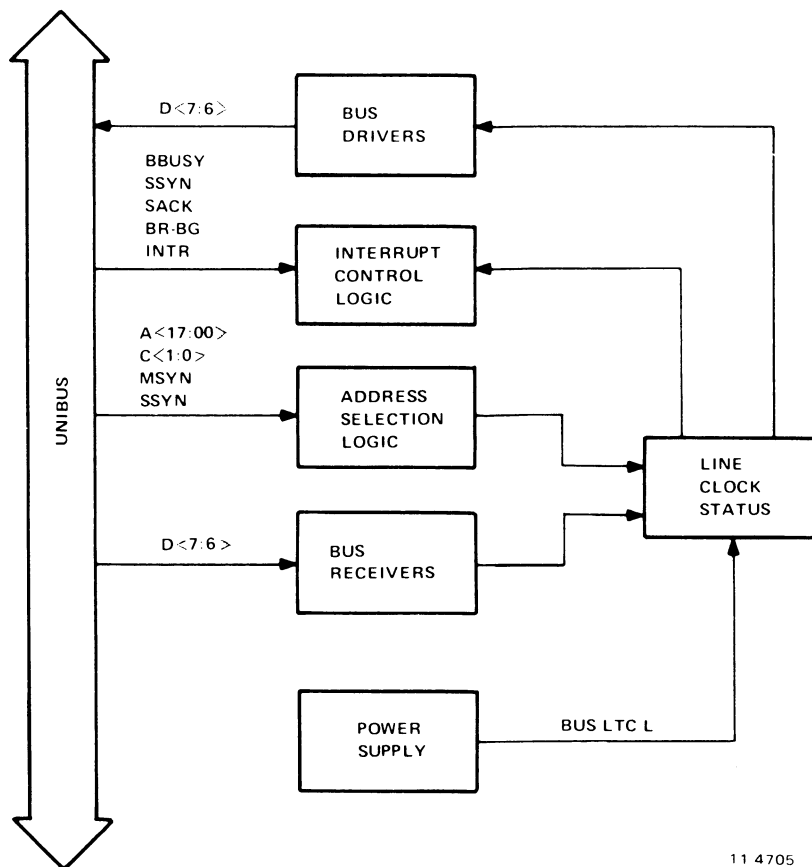 UNIBUS
D<7:6>
BUS
DRIVERS
BBUSY
SSYN
SACK
BR-BG
INTR
INTERRUPT
CONTROL
LOGIC
A<17:00>
C<1:0>
MSYN
SSYN
ADDRESS
SELECTION
LOGIC
LINE
CLOCK
STATUS
D<7:6>
BUS
RECEIVERS
POWER
SUPPLY
BUS LTC L
11 4705